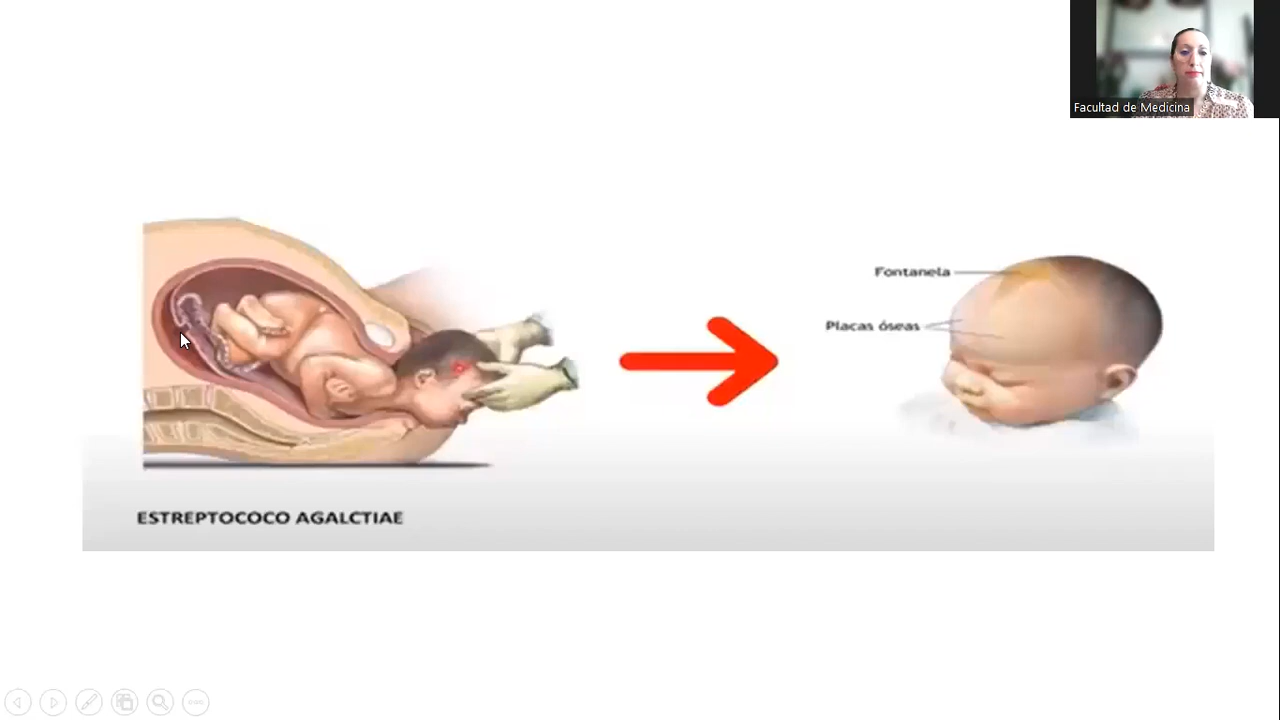 Facultad de Medicina
Fontanela
Placas óseas
ESTREPTOCOCO AGALCTIAE